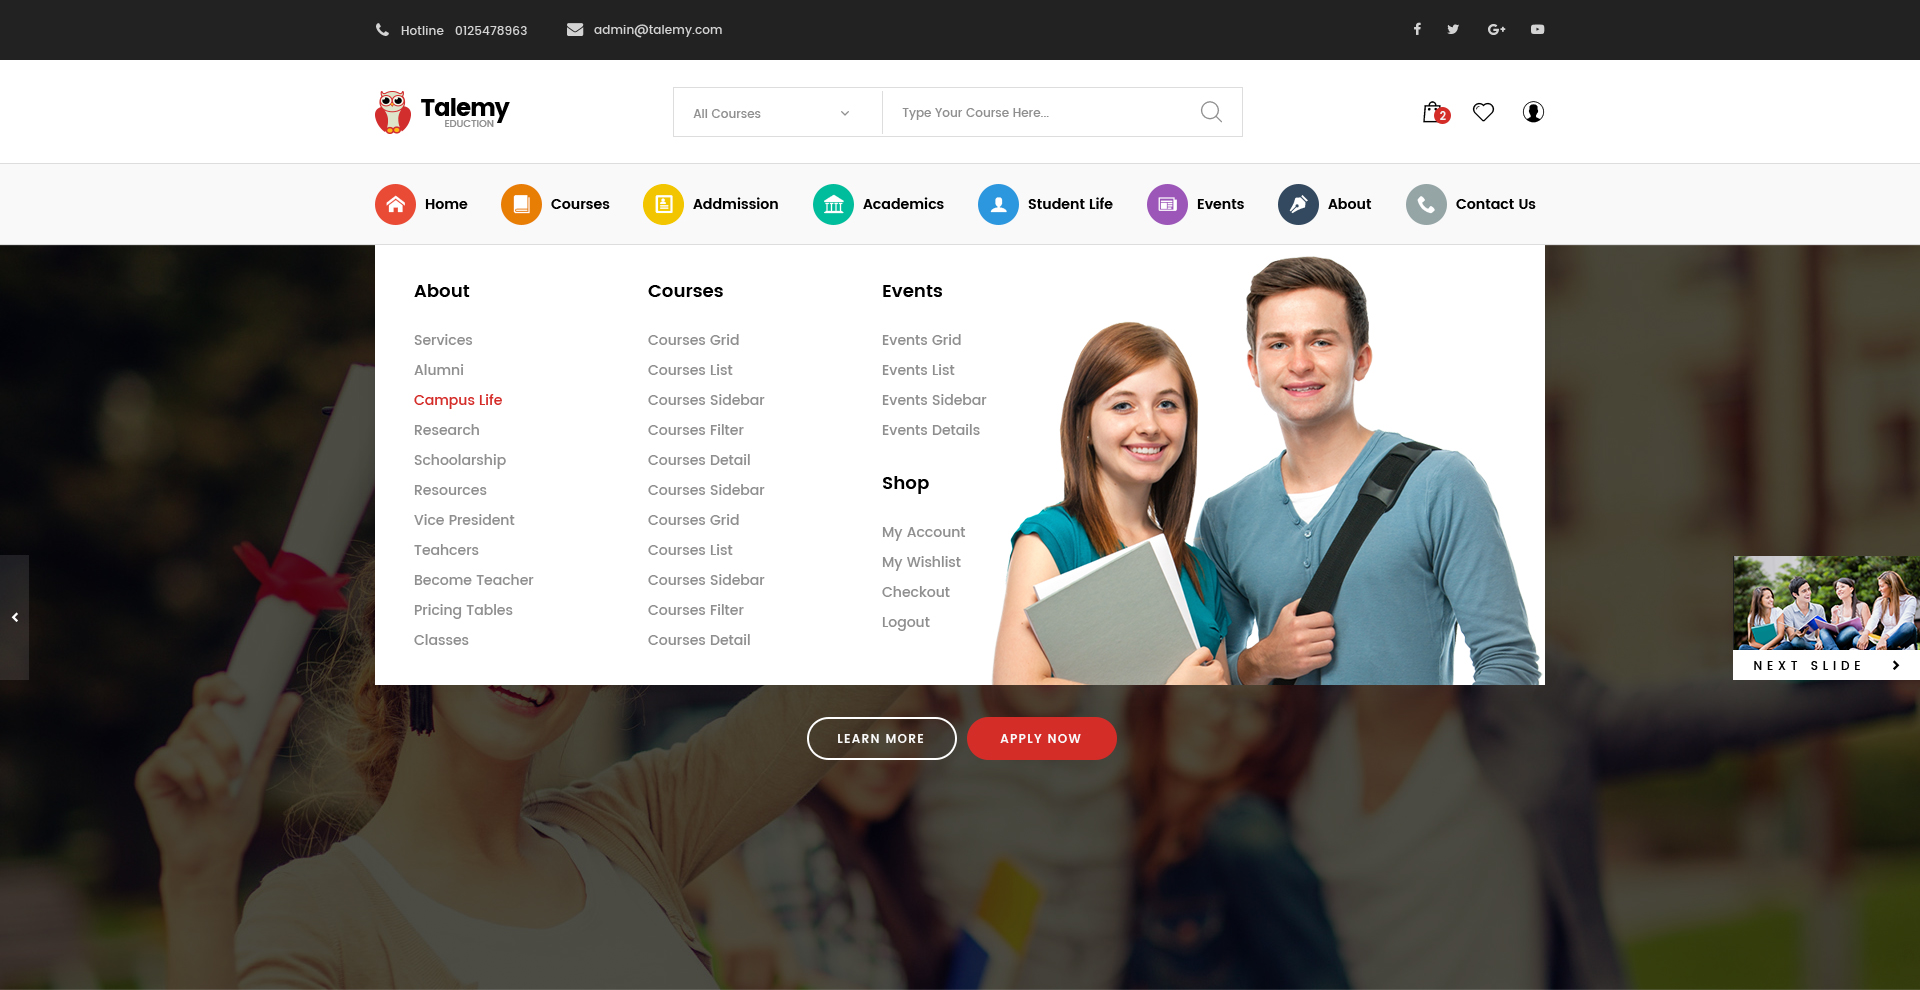 Hotline 0125478963 admin@talemy.com
Talemy
EDUCTION
All Courses
Type Your Course Here...
2
Home Courses Addmission Academics Student Life Events About Contact Us
About
Services
Alumni
Campus Life
Research
Schoolarship
Resources
Vice President
Teahcers
Become Teacher
Pricing Tables
Classes
Courses
Courses Grid
Courses List
Courses Sidebar
Courses Filter
Courses Detail
Courses Sidebar
Courses Grid
Courses List
Courses Sidebar
Courses Filter
Courses Detail
Events
Events Grid
Events List
Events Sidebar
Events Details
Shop
My Account
My Wishlist
Checkout
Logout
NEXT SLIDE
LEARN MORE
APPLY NOW